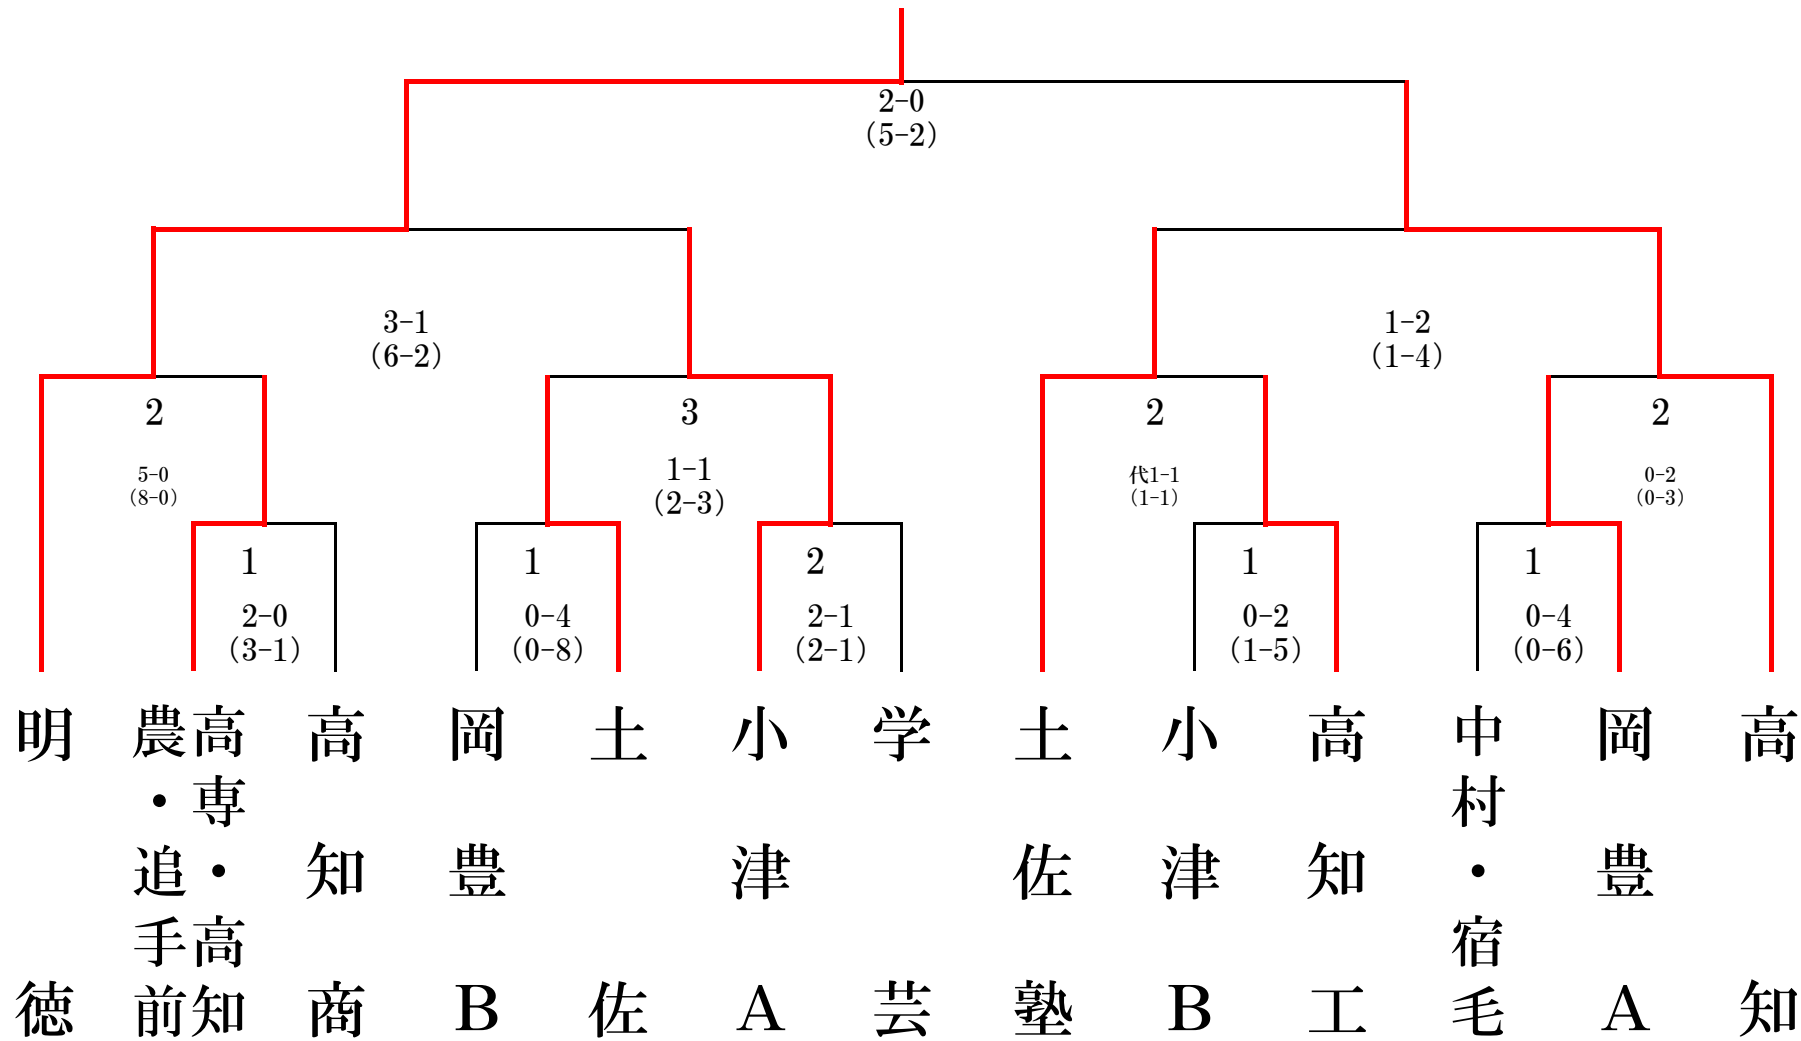 2-0
(5-2)
3-1
(6-2)
1-2
(1-4)
2
3
2
2
5-0
(8-0)
1-1
(2-3)
代1-1
(1-1)
0-2
(0-3)
1
1
2
1
1
2-0
(3-1)
0-4
(0-8)
2-1
(2-1)
0-2
(1-5)
0-4
(0-6)
明徳
高専・高知
農・追手前
高知商
岡豊B
土佐
小津A
学芸
土佐塾
小津B
高知工
中村・宿毛
岡豊A
高知